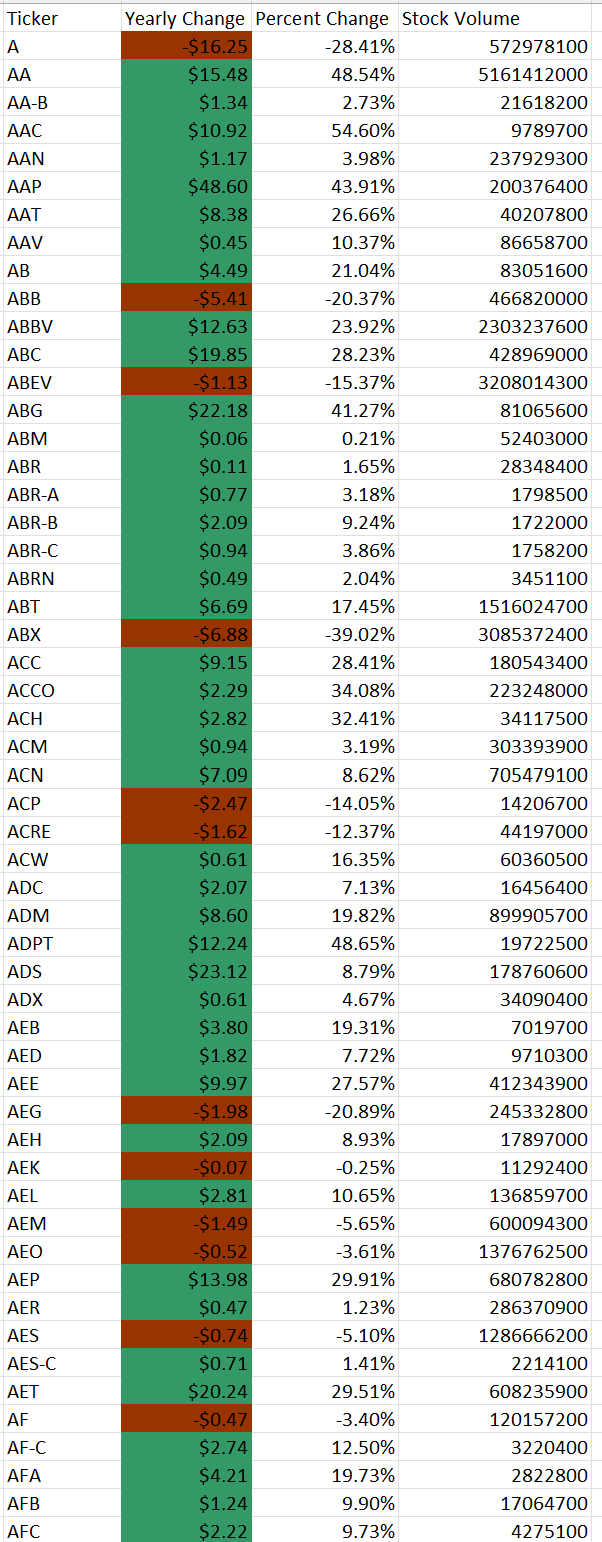 Ticker Yearly Change Percent Change Stock Volume
A -$16.25 -28.41% 572978100
AA $15.48 48.54% 5161412000
AA-B $1.34 2.73% 21618200
AAC $10.92 54.60% 9789700
AAN $1.17 3.98% 237929300
AAP $48.60 43.91% 200376400
AAT $8.38 26.66% 40207800
AAV $0.45 10.37% 86658700
AB $4.49 21.04% 83051600
ABB -$5.41 -20.37% 466820000
ABBV $12.63 23.92% 2303237600
ABC $19.85 28.23% 428969000
ABEV -$1.13 -15.37% 3208014300
ABG $22.18 41.27% 81065600
ABM $0.06 0.21% 52403000
ABR $0.11 1.65% 28348400
ABR-A $0.77 3.18% 1798500
ABR-B $2.09 9.24% 1722000
ABR-C $0.94 3.86% 1758200
ABRN $0.49 2.04% 3451100
ABT $6.69 17.45% 1516024700
ABX -$6.88 -39.02% 3085372400
ACC $9.15 28.41% 180543400
ACCO $2.29 34.08% 223248000
ACH $2.82 32.41% 34117500
ACM $0.94 3.19% 303393900
ACN $7.09 8.62% 705479100
ACP -$2.47 -14.05% 14206700
ACRE -$1.62 -12.37% 44197000
ACW $0.61 16.35% 60360500
ADC $2.07 7.13% 16456400
ADM $8.60 19.82% 899905700
ADPT $12.24 48.65% 19722500
ADS $23.12 8.79% 178760600
ADX $0.61 4.67% 34090400
AEB $3.80 19.31% 7019700
AED $1.82 7.72% 9710300
AEE $9.97 27.57% 412343900
AEG -$1.98 -20.89% 245332800
AEH $2.09 8.93% 17897000
AEK -$0.07 -0.25% 11292400
AEL $2.81 10.65% 136859700
AEM -$1.49 -5.65% 600094300
AEO -$0.52 -3.61% 1376762500
AEP $13.98 29.91% 680782800
AER $0.47 1.23% 286370900
AES -$0.74 -5.10% 1286666200
AES-C $0.71 1.41% 2214100
AET $20.24 29.51% 608235900
AF -$0.47 -3.40% 120157200
AF-C $2.74 12.50% 3220400
AFA $4.21 19.73% 2822800
AFB $1.24 9.90% 17064700
AFC $2.22 9.73% 4275100